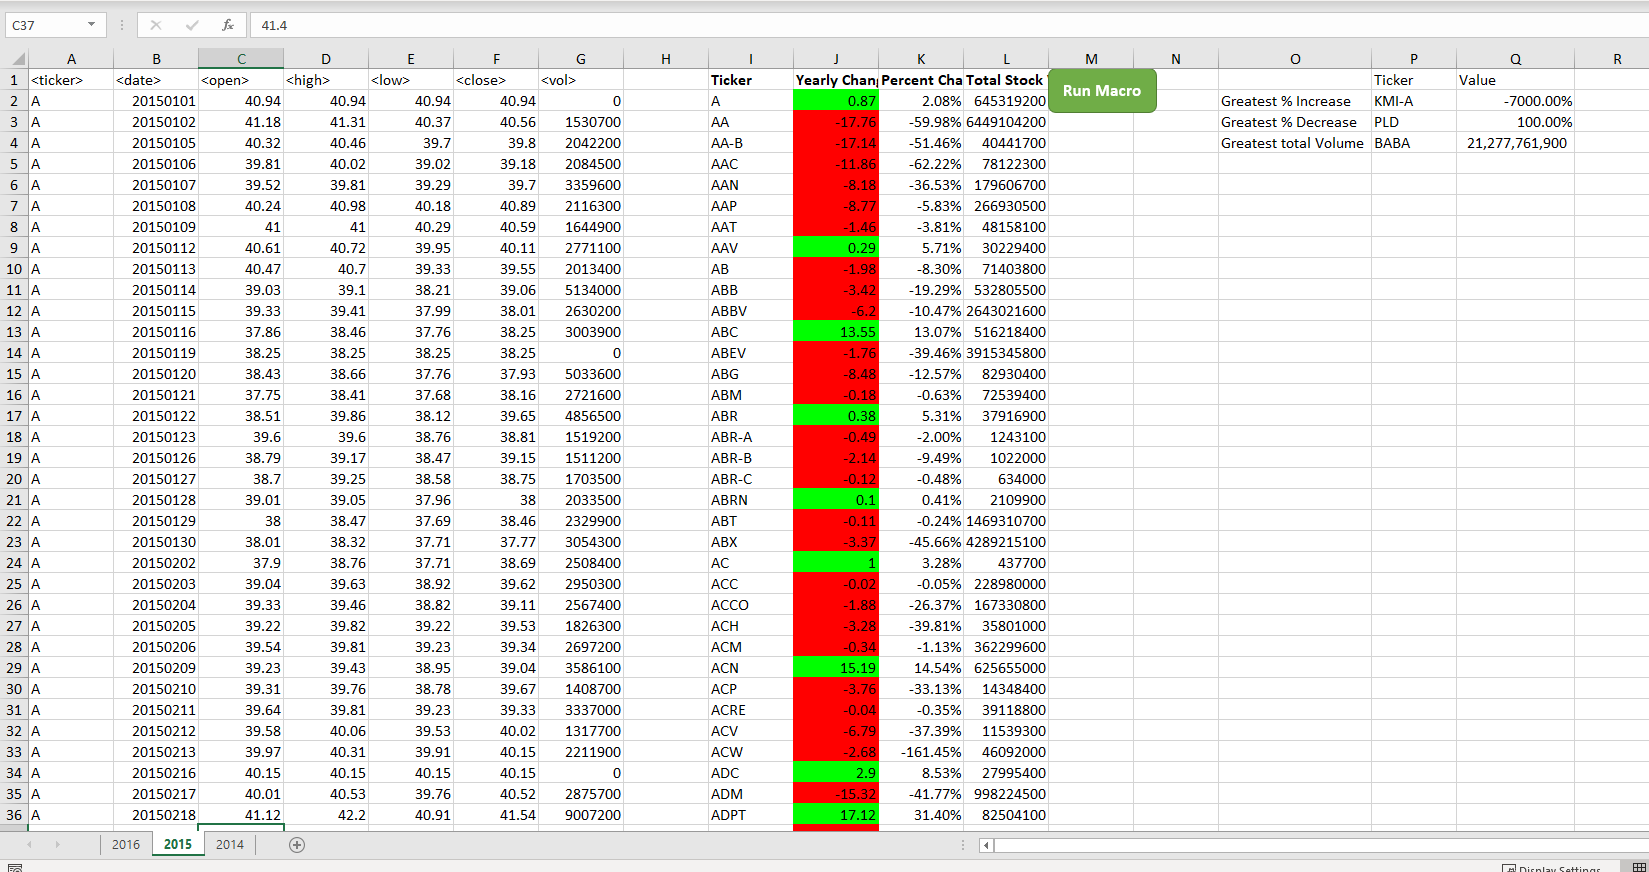 C37 fx 41.4
A B C D E F G H I J K L M N O P Q R
1 <ticker> <date> <open> <high> <low> <close> <vol> Ticker Yearly Chan Percent Cha Total Stock Run Macro Ticker Value
2 A 20150101 40.94 40.94 40.94 40.94 0 A 0.87 2.08% 645319200 Greatest % Increase KMI-A -7000.00%
3 A 20150102 41.18 41.31 40.37 40.56 1530700 AA -17.76 -59.98% 6449104200 Greatest % Decrease PLD 100.00%
4 A 20150105 40.32 40.46 39.7 39.8 2042200 AA-B -17.14 -51.46% 40441700 Greatest total Volume BABA 21,277,761,900
5 A 20150106 39.81 40.02 39.02 39.18 2084500 AAC -11.86 -62.22% 78122300
6 A 20150107 39.52 39.81 39.29 39.7 3359600 AAN -8.18 -36.53% 179606700
7 A 20150108 40.24 40.98 40.18 40.89 2116300 AAP -8.77 -5.83% 266930500
8 A 20150109 41 41 40.29 40.59 1644900 AAT -1.46 -3.81% 48158100
9 A 20150112 40.61 40.72 39.95 40.11 2771100 AAV 0.29 5.71% 30229400
10 A 20150113 40.47 40.7 39.33 39.55 2013400 AB -1.98 -8.30% 71403800
11 A 20150114 39.03 39.1 38.21 39.06 5134000 ABB -3.42 -19.29% 532805500
12 A 20150115 39.33 39.41 37.99 38.01 2630200 ABBV -6.2 -10.47% 2643021600
13 A 20150116 37.86 38.46 37.76 38.25 3003900 ABC 13.55 13.07% 516218400
14 A 20150119 38.25 38.25 38.25 38.25 0 ABEV -1.76 -39.46% 3915345800
15 A 20150120 38.43 38.66 37.76 37.93 5033600 ABG -8.48 -12.57% 82930400
16 A 20150121 37.75 38.41 37.68 38.16 2721600 ABM -0.18 -0.63% 72539400
17 A 20150122 38.51 39.86 38.12 39.65 4856500 ABR 0.38 5.31% 37916900
18 A 20150123 39.6 39.6 38.76 38.81 1519200 ABR-A -0.49 -2.00% 1243100
19 A 20150126 38.79 39.17 38.47 39.15 1511200 ABR-B -2.14 -9.49% 1022000
20 A 20150127 38.7 39.25 38.58 38.75 1703500 ABR-C -0.12 -0.48% 634000
21 A 20150128 39.01 39.05 37.96 38 2033500 ABRN 0.1 0.41% 2109900
22 A 20150129 38 38.47 37.69 38.46 2329900 ABT -0.11 -0.24% 1469310700
23 A 20150130 38.01 38.32 37.71 37.77 3054300 ABX -3.37 -45.66% 4289215100
24 A 20150202 37.9 38.76 37.71 38.69 2508400 AC 1 3.28% 437700
25 A 20150203 39.04 39.63 38.92 39.62 2950300 ACC -0.02 -0.05% 228980000
26 A 20150204 39.33 39.46 38.82 39.11 2567400 ACCO -1.88 -26.37% 167330800
27 A 20150205 39.22 39.82 39.22 39.53 1826300 ACH -3.28 -39.81% 35801000
28 A 20150206 39.54 39.81 39.23 39.34 2697200 ACM -0.34 -1.13% 362299600
29 A 20150209 39.23 39.43 38.95 39.04 3586100 ACN 15.19 14.54% 625655000
30 A 20150210 39.31 39.76 38.78 39.67 1408700 ACP -3.76 -33.13% 14348400
31 A 20150211 39.64 39.81 39.23 39.33 3337000 ACRE -0.04 -0.35% 39118800
32 A 20150212 39.58 40.06 39.53 40.02 1317700 ACV -6.79 -37.39% 11539300
33 A 20150213 39.97 40.31 39.91 40.15 2211900 ACW -2.68 -161.45% 46092000
34 A 20150216 40.15 40.15 40.15 40.15 0 ADC 2.9 8.53% 27995400
35 A 20150217 40.01 40.53 39.76 40.52 2875700 ADM -15.32 -41.77% 998224500
36 A 20150218 41.12 42.2 40.91 41.54 9007200 ADPT 17.12 31.40% 82504100
2016 2015 2014
Display Settings